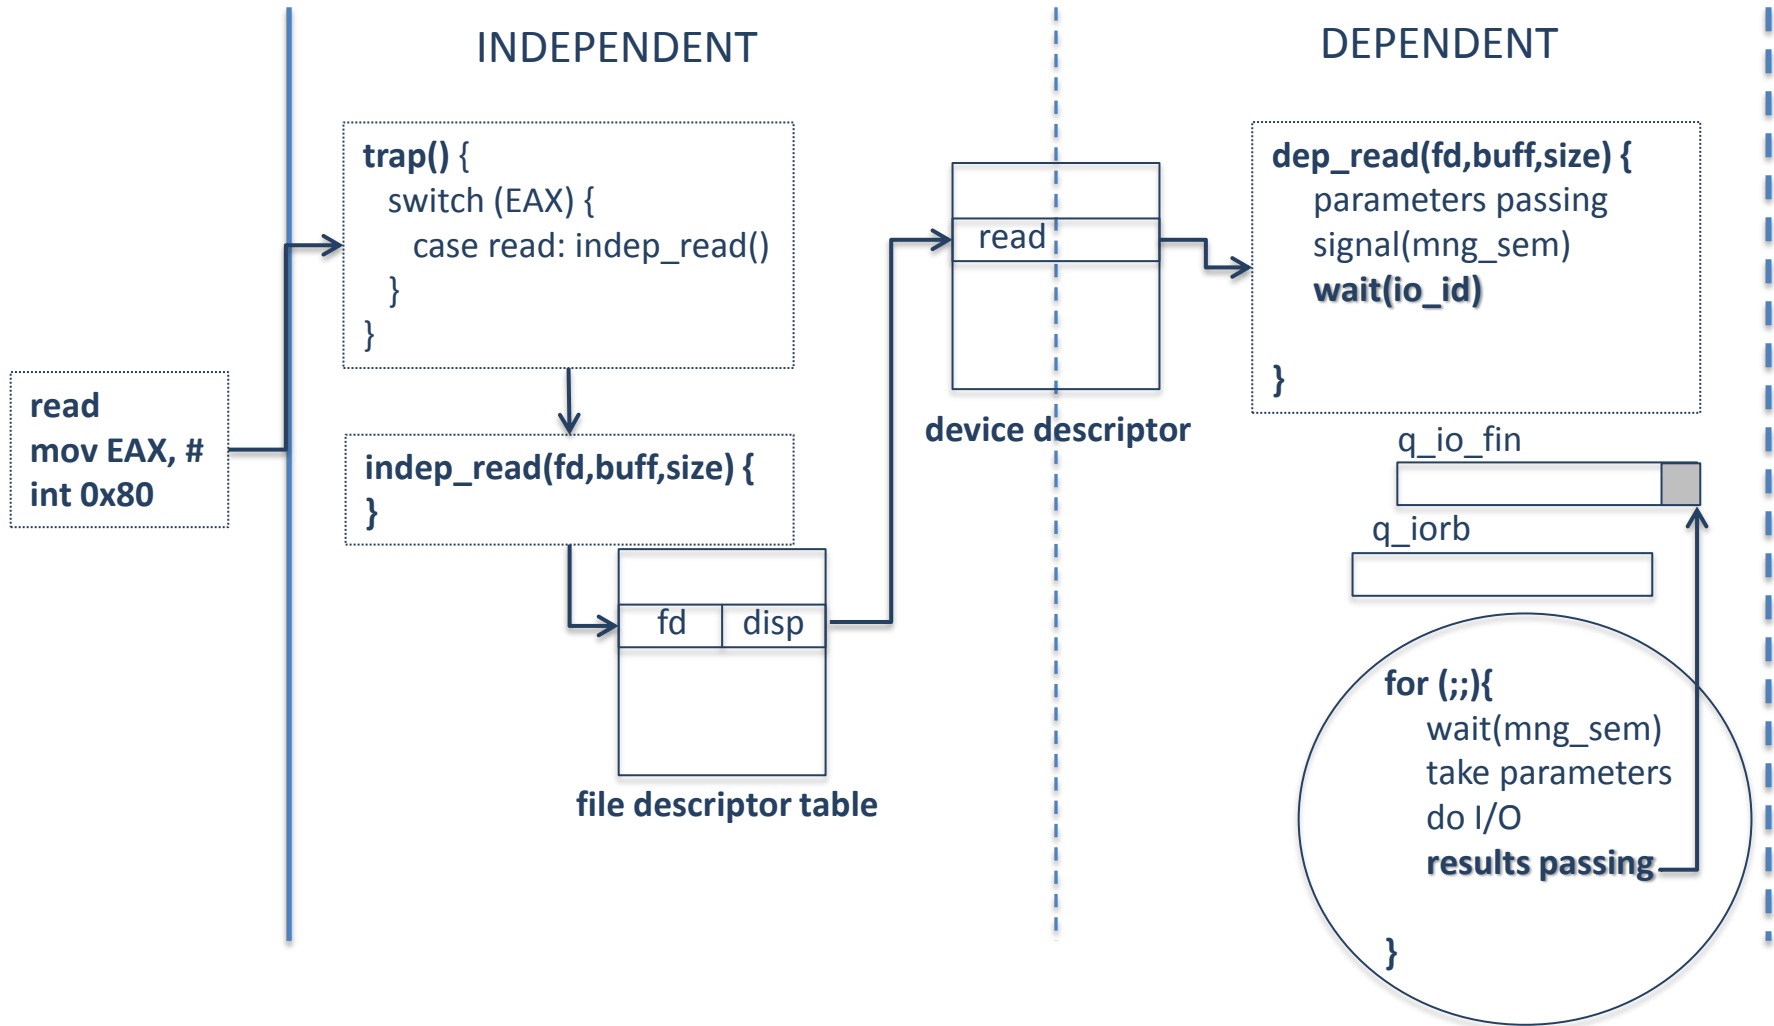 INDEPENDENT
DEPENDENT
read
mov EAX, #
int 0x80
trap() {
switch (EAX) {
case read: indep_read()
}
}
indep_read(fd,buff,size) {
}
fd
disp
file descriptor table
read
device descriptor
dep_read(fd,buff,size) {
parameters passing
signal(mng_sem)
wait(io_id)
}
q_io_fin
q_iorb
for (;;){
wait(mng_sem)
take parameters
do I/O
results passing
}